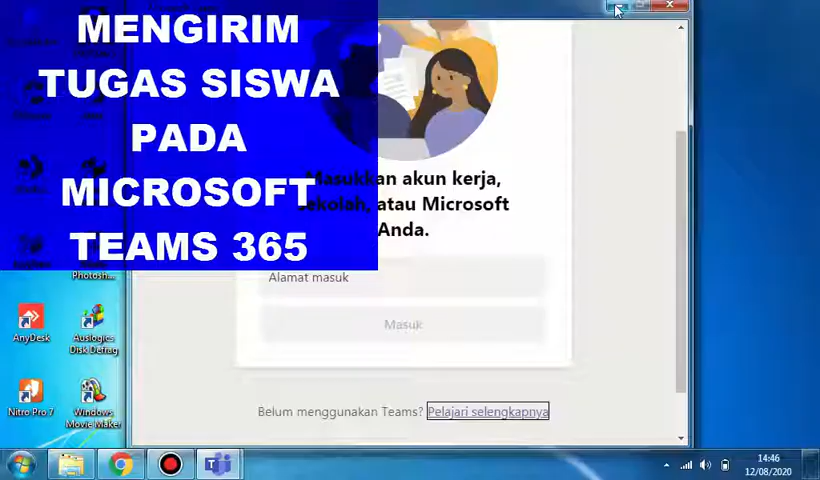 MENGIRIM
TUGAS SISWA
PADA
MICROSOFT
TEAMS 365
Masukkan akun kerja,
sekolah, atau Microsoft
Anda.
Alamat masuk
Masuk
Belum menggunakan Teams? Pelajari selengkapnya
Photosh...
AnyDesk
Auslogics
Disk Defrag
Nitro Pro 7
Windows
Movie Maker
14:46
12/08/2020